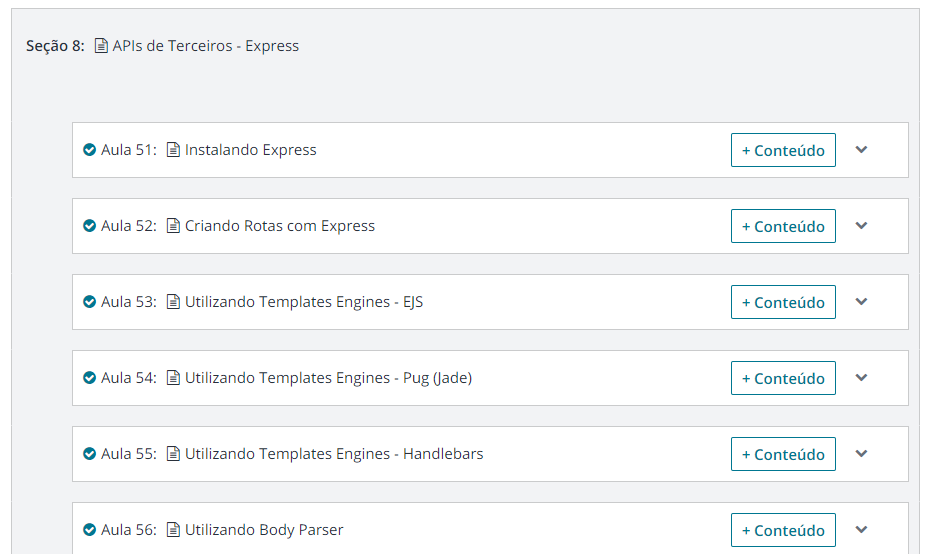 Seção 8: APIs de Terceiros - Express
Aula 51: Instalando Express + Conteúdo
Aula 52: Criando Rotas com Express + Conteúdo
Aula 53: Utilizando Templates Engines - EJS + Conteúdo
Aula 54: Utilizando Templates Engines - Pug (Jade) + Conteúdo
Aula 55: Utilizando Templates Engines - Handlebars + Conteúdo
Aula 56: Utilizando Body Parser + Conteúdo